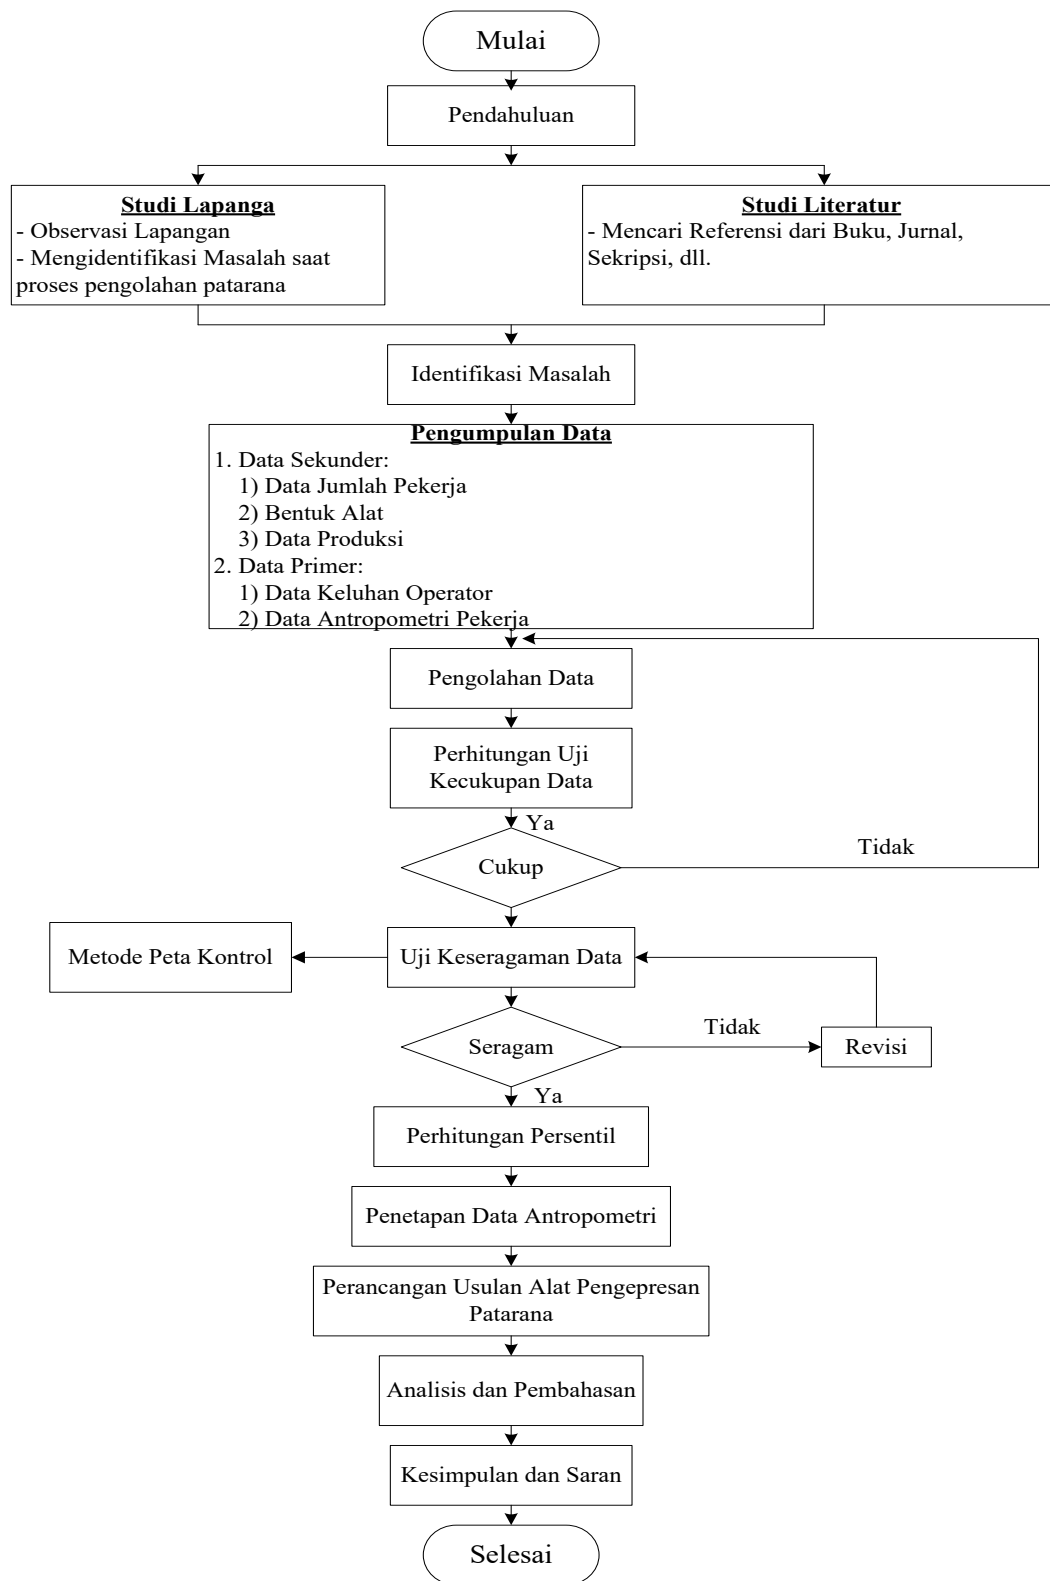 Mulai
Pendahuluan
Studi Lapanga
- Observasi Lapangan
- Mengidentifikasi Masalah saat
proses pengolahan patarana
Studi Literatur
- Mencari Referensi dari Buku, Jurnal,
Sekripsi, dll.
Identifikasi Masalah
Pengumpulan Data
1. Data Sekunder:
1) Data Jumlah Pekerja
2) Bentuk Alat
3) Data Produksi
2. Data Primer:
1) Data Keluhan Operator
2) Data Antropometri Pekerja
Pengolahan Data
Perhitungan Uji
Kecukupan Data
Ya
Cukup
Tidak
Metode Peta Kontrol
Uji Keseragaman Data
Seragam
Tidak
Revisi
Ya
Perhitungan Persentil
Penetapan Data Antropometri
Perancangan Usulan Alat Pengepresan
Patarana
Analisis dan Pembahasan
Kesimpulan dan Saran
Selesai